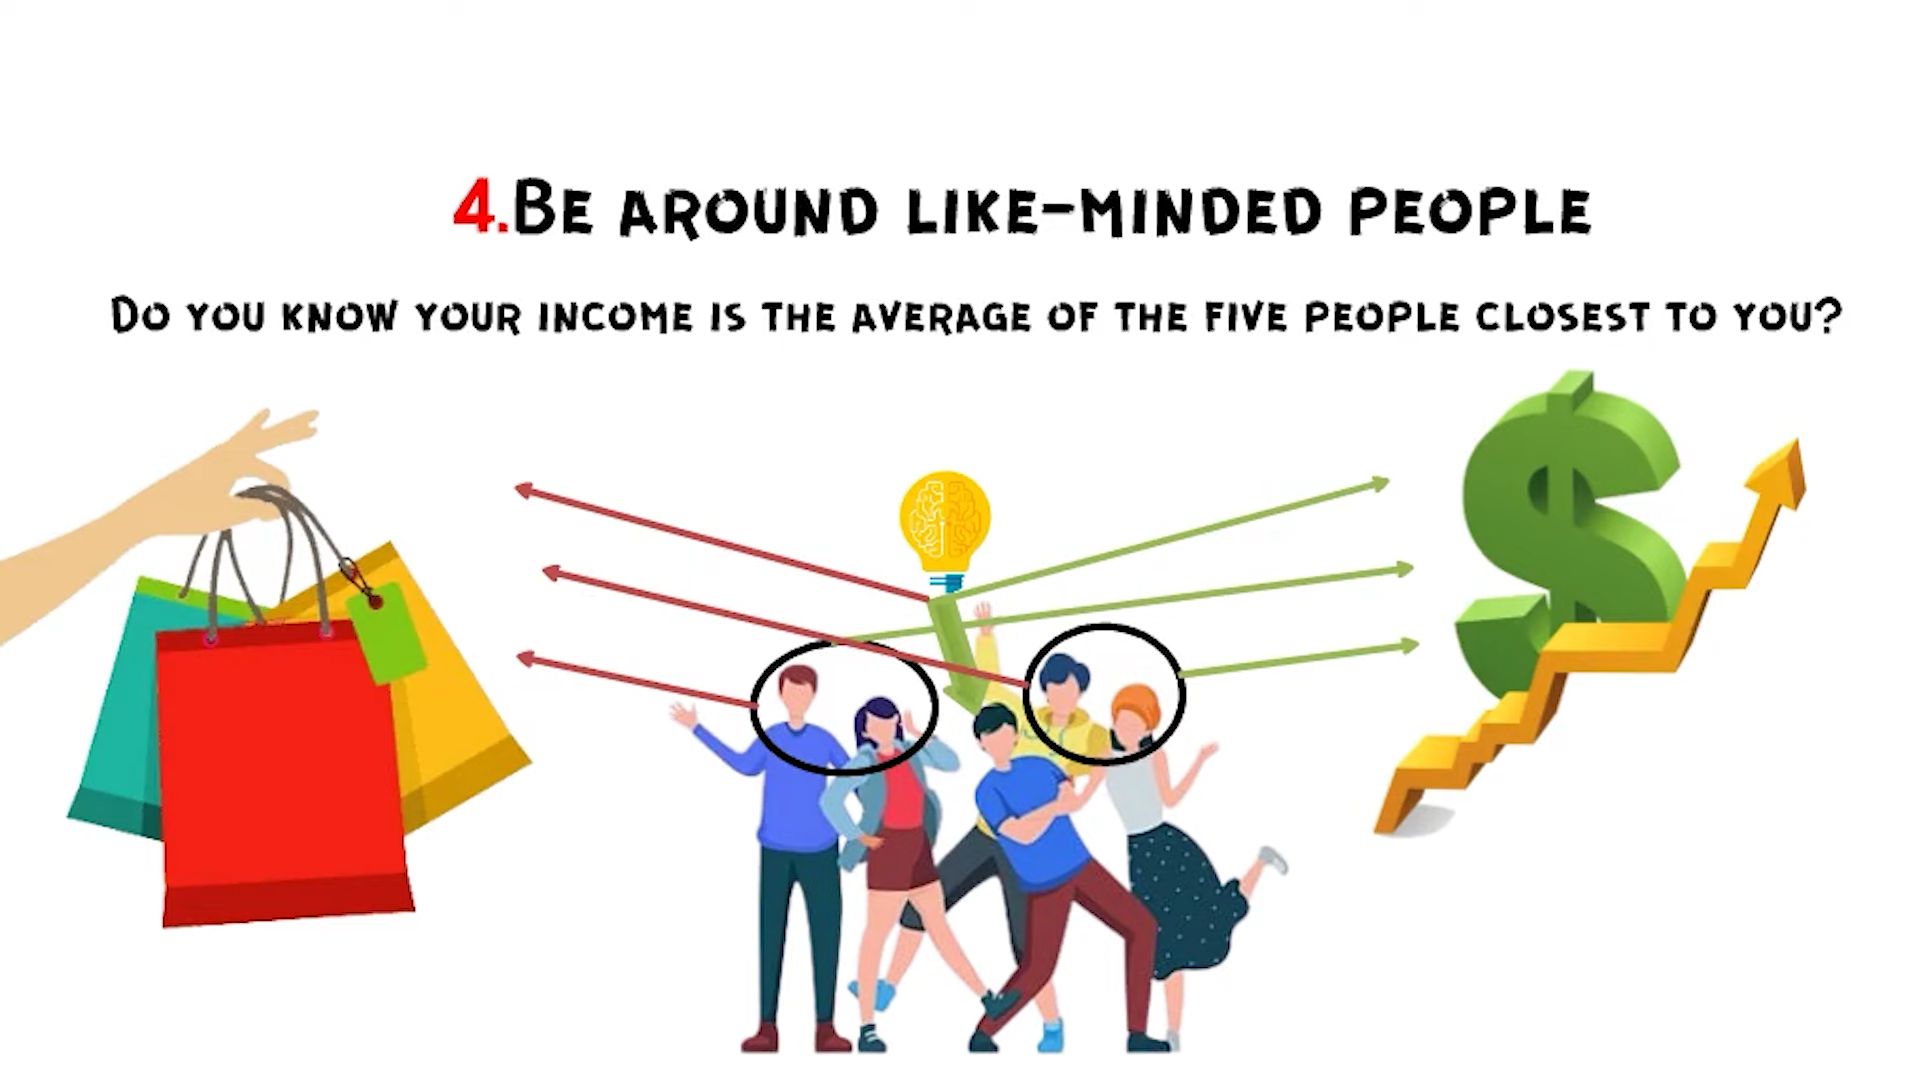 4.Be around like-minded people
Do you know your income is the average of the five people closest to you?